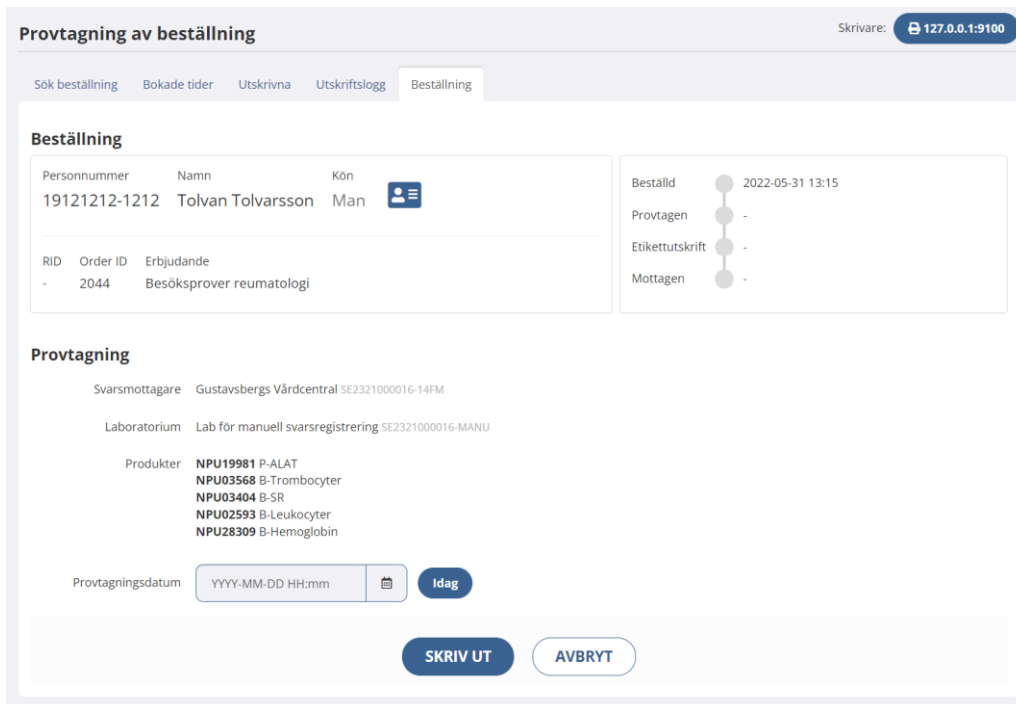 Provtagning av beställning
Skrivare: 127.0.0.1:9100
Sök beställning Bokade tider Utskrivna Utskriftslogg Beställning
Beställning
Personnummer Namn Kön
19121212-1212 Tolvan Tolvarsson Man
RID Order ID Erbjudande
- 2044 Besöksprover reumatologi
Beställd 2022-05-31 13:15
Provtagen -
Etikettutskrift -
Mottagen -
Provtagning
Svarsmottagare Gustavsbergs Vårdcentral SE2321000016-14FM
Laboratorium Lab för manuell svarsregistrering SE2321000016-MANU
Produkter NPU19981 P-ALAT
NPU03568 B-Trombocyter
NPU03404 B-SR
NPU02593 B-Leukocyter
NPU28309 B-Hemoglobin
Provtagningsdatum YYYY-MM-DD HH:mm Idag
SKRIV UT AVBRYT